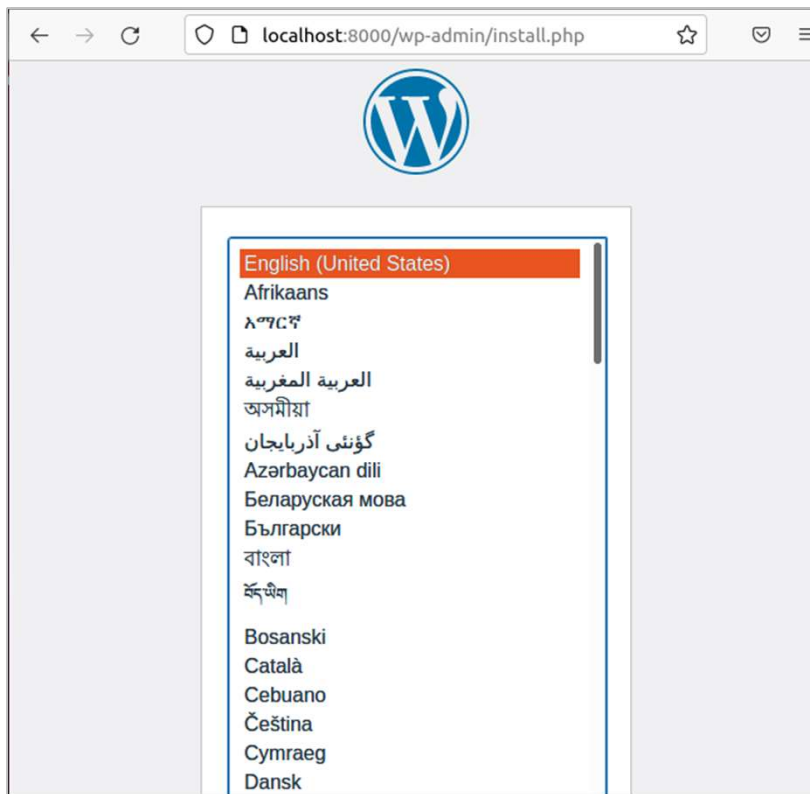 localhost:8000/wp-admin/install.php
English (United States)
Afrikaans
አማርኛ
العربية
العربية المغربية
অসমীয়া
گؤنئی آذربایجان
Azərbaycan dili
Беларуская мова
Български
বাংলা
བོད་ཡིག
Bosanski
Català
Cebuano
Čeština
Cymraeg
Dansk